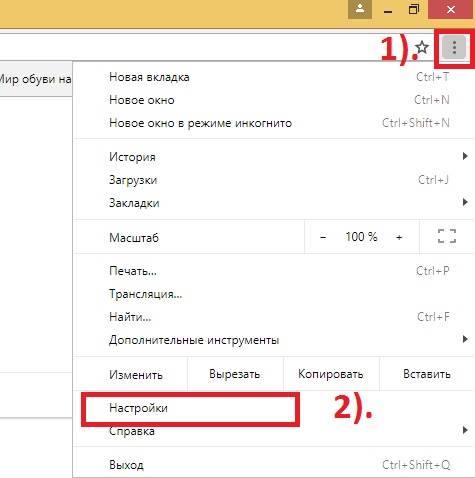 1).
Мир обуви на
Новая вкладка Ctrl+T
Новое окно Ctrl+N
Новое окно в режиме инкогнито Ctrl+Shift+N
История
Загрузки Ctrl+J
Закладки
Масштаб − 100 % +
Печать... Ctrl+P
Трансляция...
Найти... Ctrl+F
Дополнительные инструменты
Изменить Вырезать Копировать Вставить
Настройки 2).
Справка
Выход Ctrl+Shift+Q